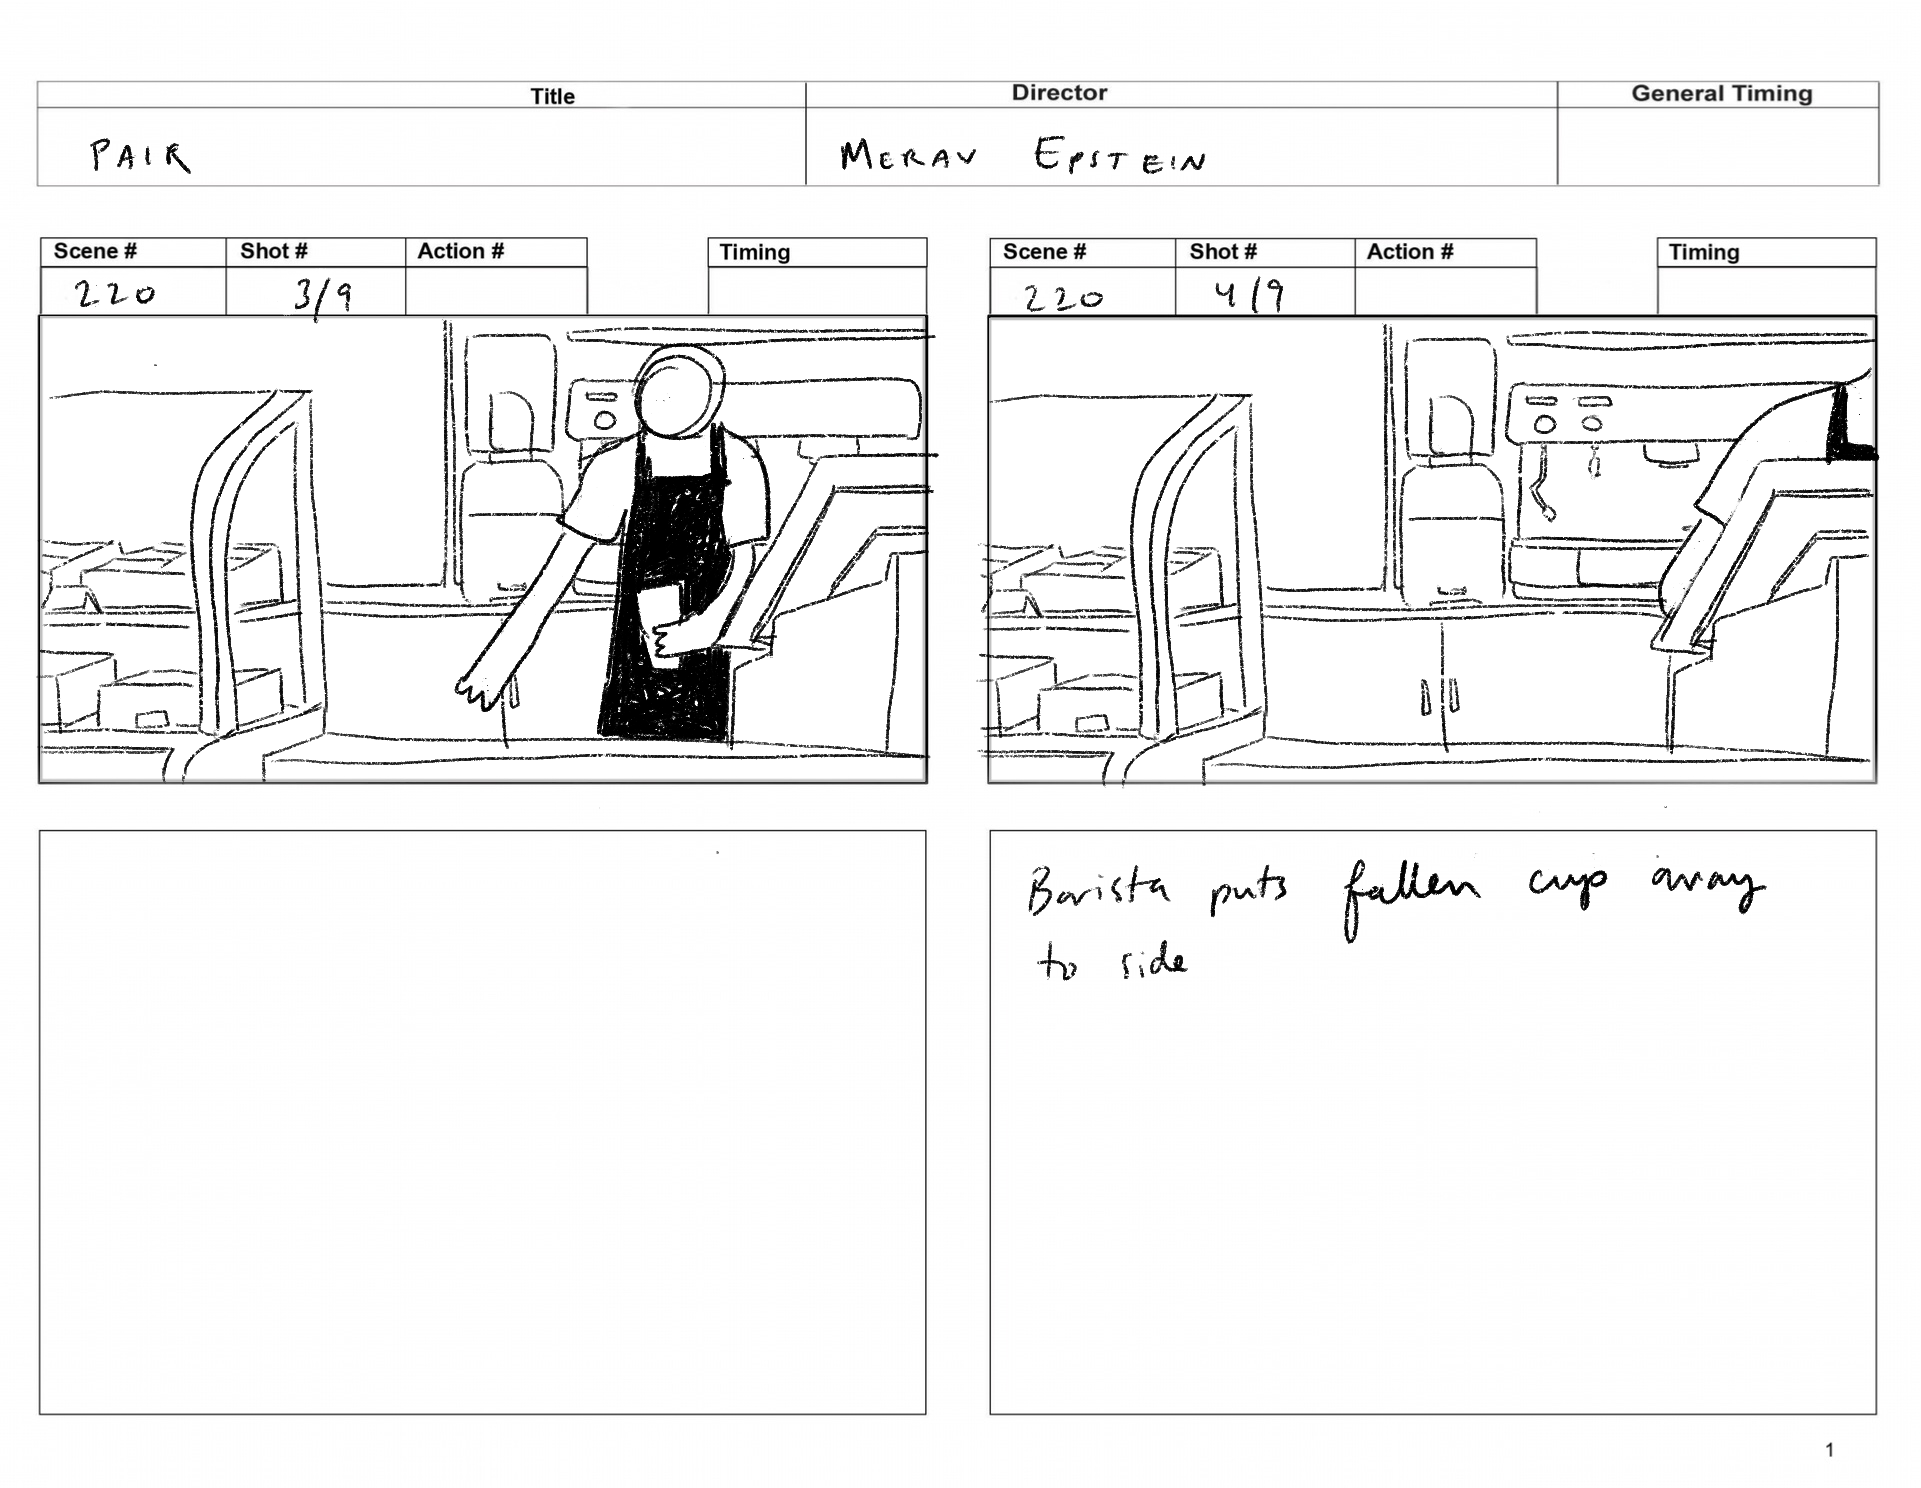 Title Director General Timing
PAIR MERAV EPSTEIN
Scene # Shot # Action # Timing
220 3/9
Scene # Shot # Action # Timing
220 4/9
Barista puts fallen cup away
to side
1